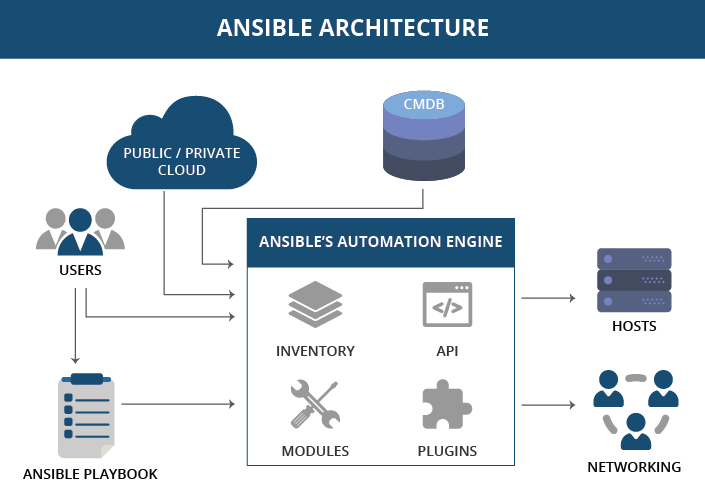 ANSIBLE ARCHITECTURE
CMDB
PUBLIC / PRIVATE
CLOUD
USERS
ANSIBLE'S AUTOMATION ENGINE
INVENTORY
API
MODULES
PLUGINS
HOSTS
NETWORKING
ANSIBLE PLAYBOOK